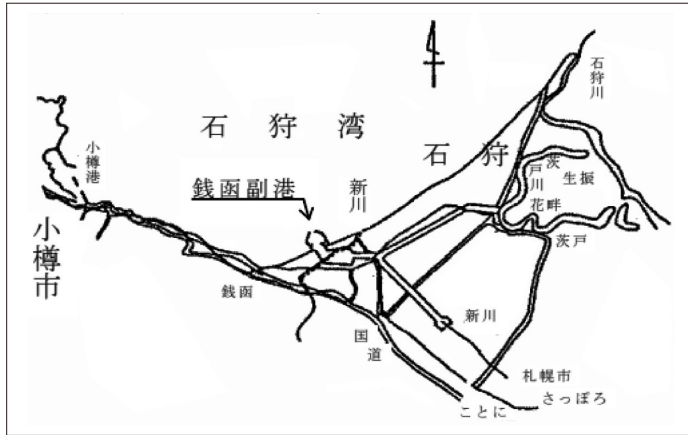 石狩湾
石狩
石狩川
小樽港
銭函副港
新川
茨戸川
生振
花畔
茨戸
小樽市
銭函
新川
国道
札幌市
さっぽろ
ことに